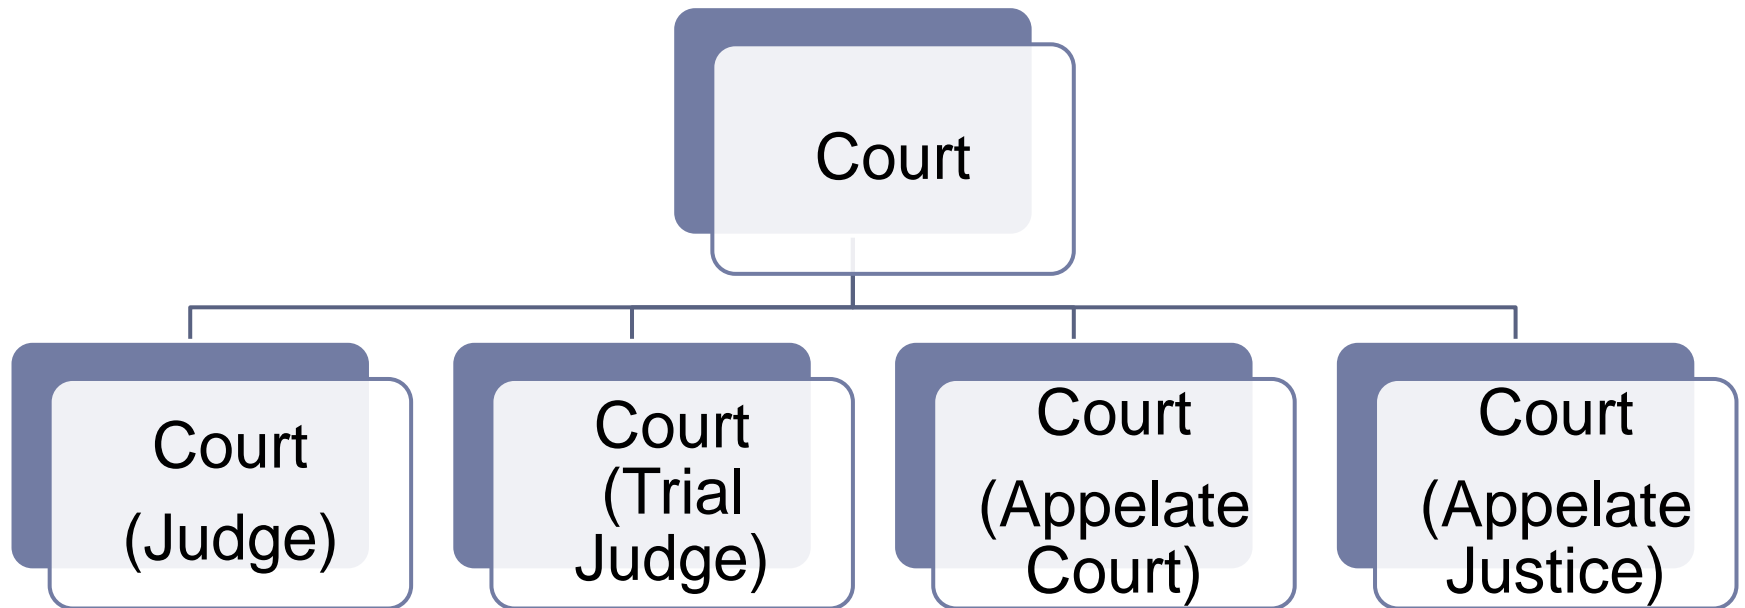 Court
Court
(Judge)
Court
(Trial
Judge)
Court
(Appelate
Court)
Court
(Appelate
Justice)